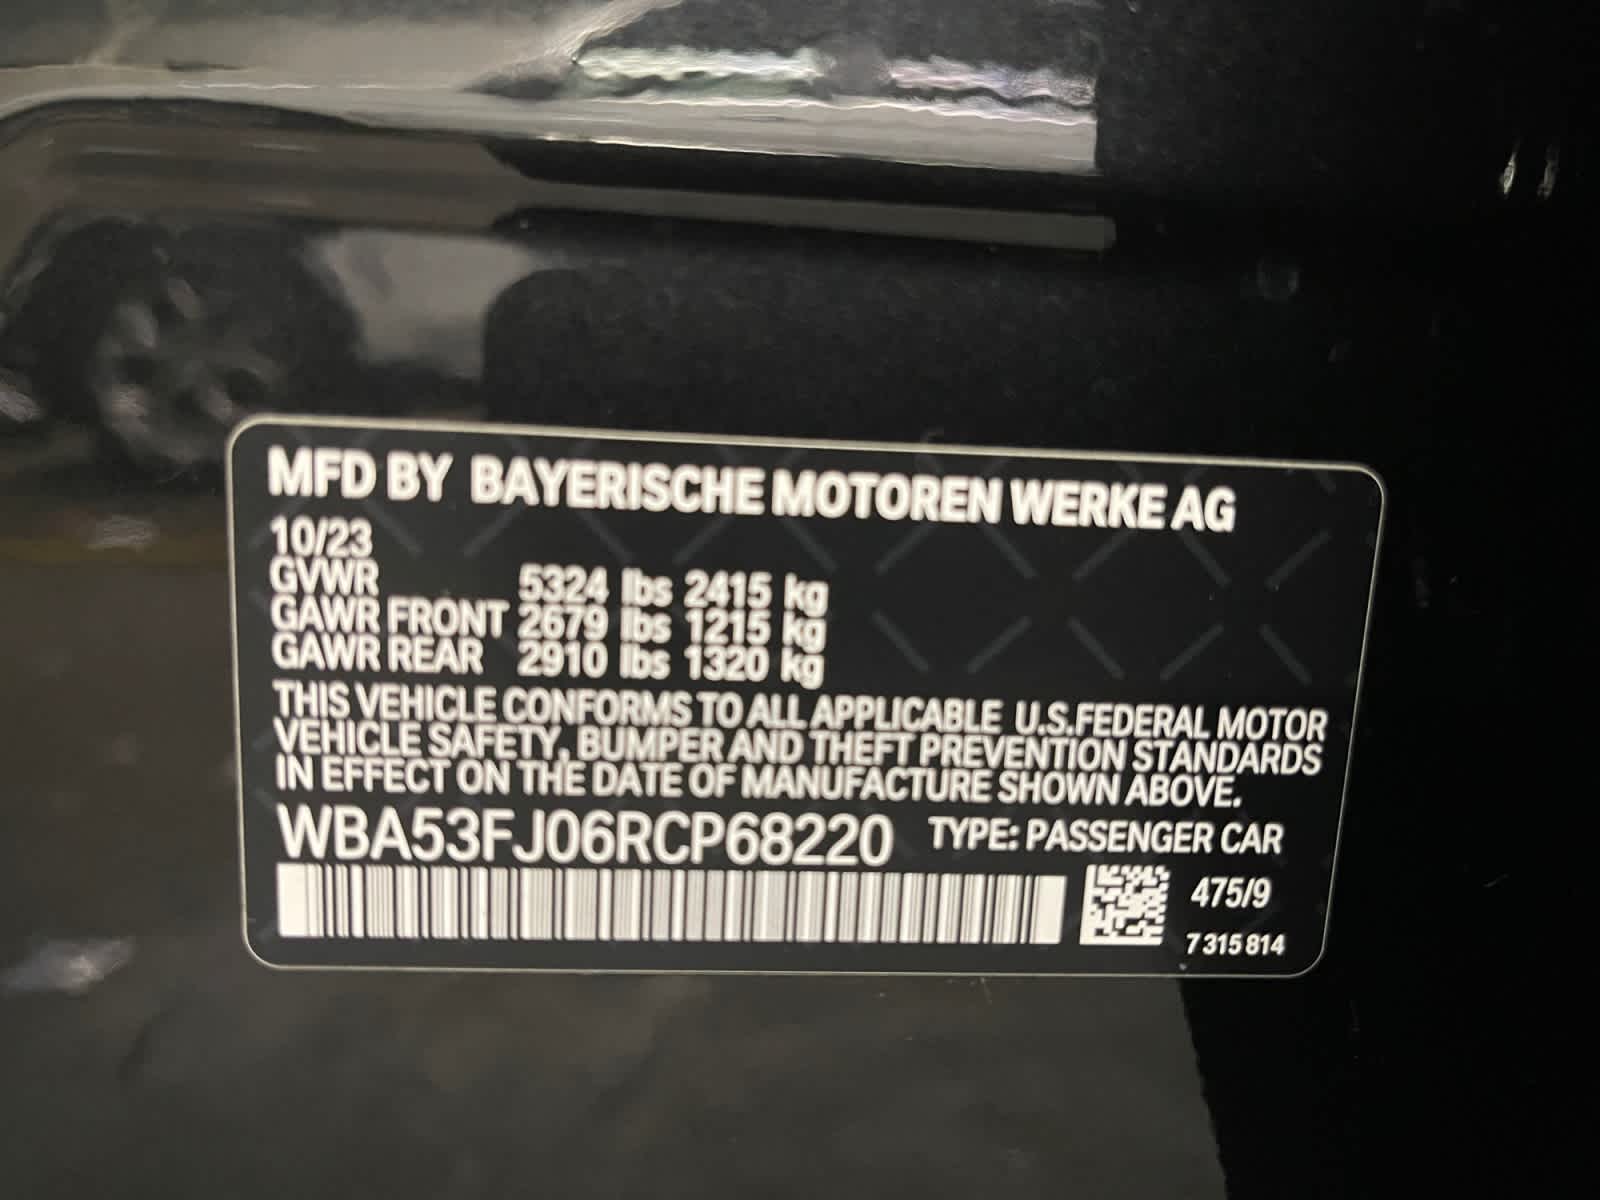 MFD BY BAYERISCHE MOTOREN WERKE AG
10/23
GVWR 5324 lbs 2415 kg
GAWR FRONT 2679 lbs 1215 kg
GAWR REAR 2910 lbs 1320 kg
THIS VEHICLE CONFORMS TO ALL APPLICABLE U.S.FEDERAL MOTOR
VEHICLE SAFETY, BUMPER AND THEFT PREVENTION STANDARDS
IN EFFECT ON THE DATE OF MANUFACTURE SHOWN ABOVE.
WBA53FJ06RCP68220 TYPE: PASSENGER CAR
475/9
7 315 814